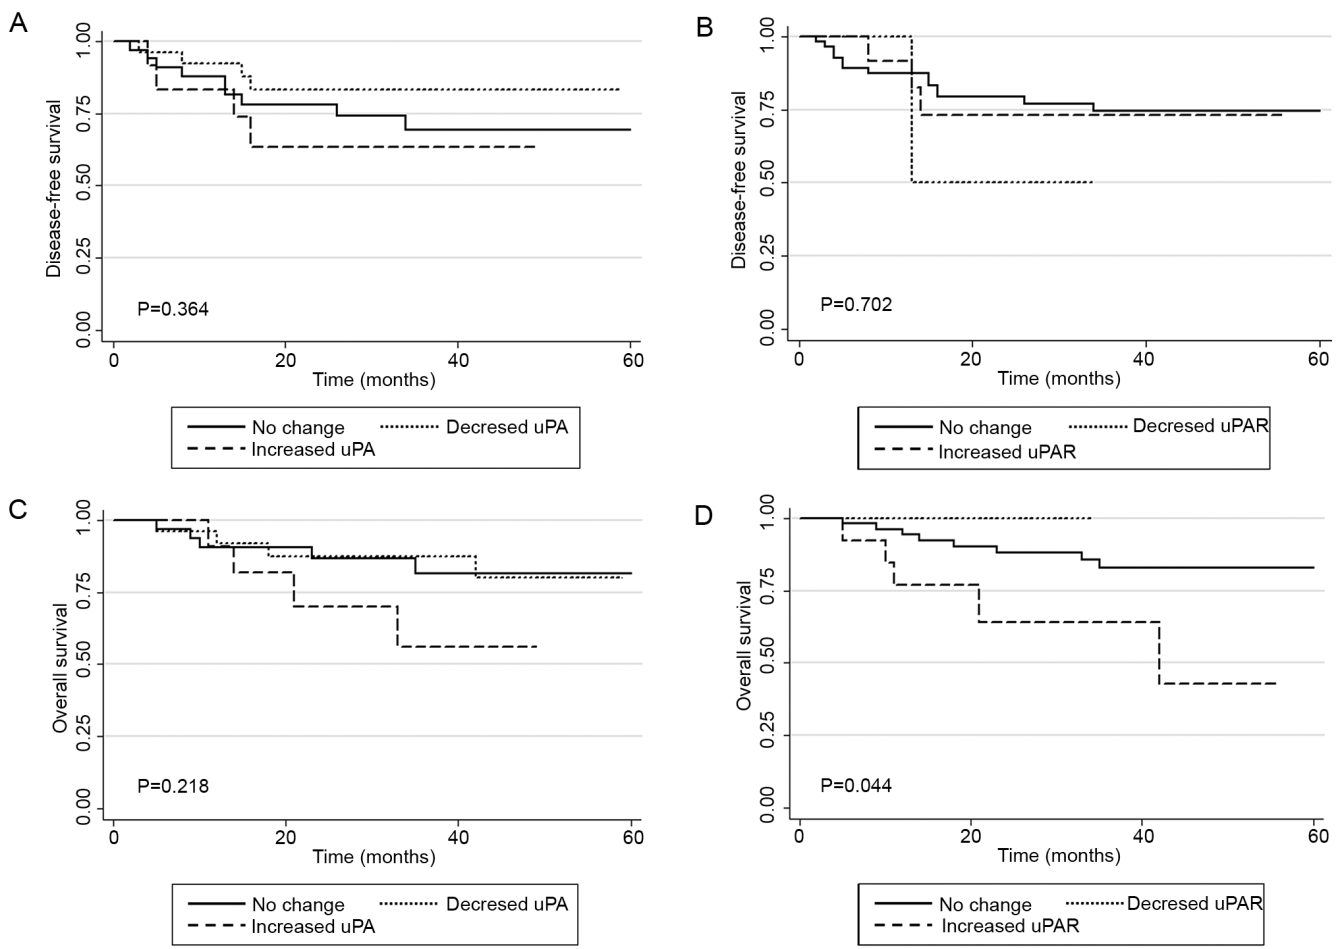 A
1.00
0.75
0.50
0.25
0.00
Disease-free survival
P=0.364
0 20 40 60
Time (months)
No change Decresed uPA
Increased uPA
B
1.00
0.75
0.50
0.25
0.00
Disease-free survival
P=0.702
0 20 40 60
Time (months)
No change Decresed uPAR
Increased uPAR
C
1.00
0.75
0.50
0.25
0.00
Overall survival
P=0.218
0 20 40 60
Time (months)
No change Decresed uPA
Increased uPA
D
1.00
0.75
0.50
0.25
0.00
Overall survival
P=0.044
0 20 40 60
Time (months)
No change Decresed uPAR
Increased uPAR